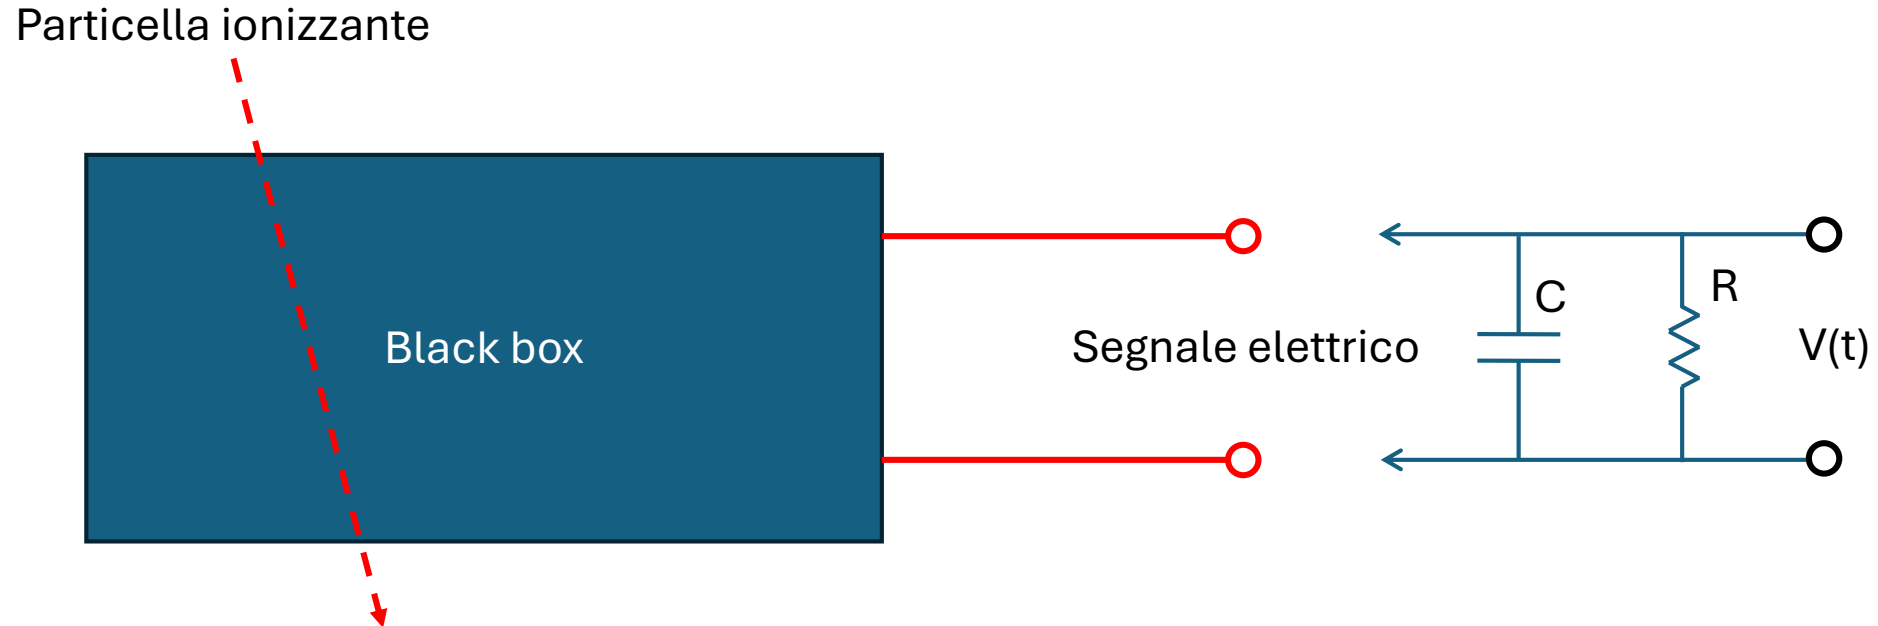 Particella ionizzante
Black box
Segnale elettrico
C
R
V(t)